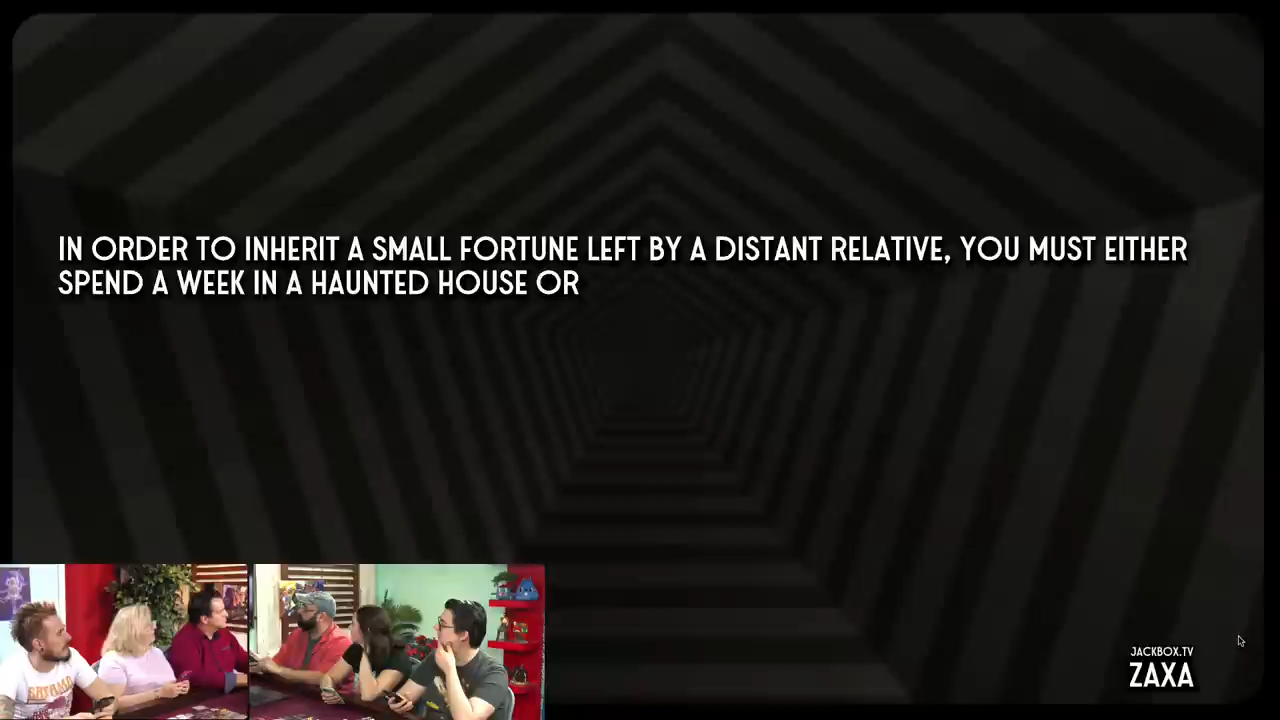 IN ORDER TO INHERIT A SMALL FORTUNE LEFT BY A DISTANT RELATIVE, YOU MUST EITHER
SPEND A WEEK IN A HAUNTED HOUSE OR
JACKBOX.TV
ZAXA